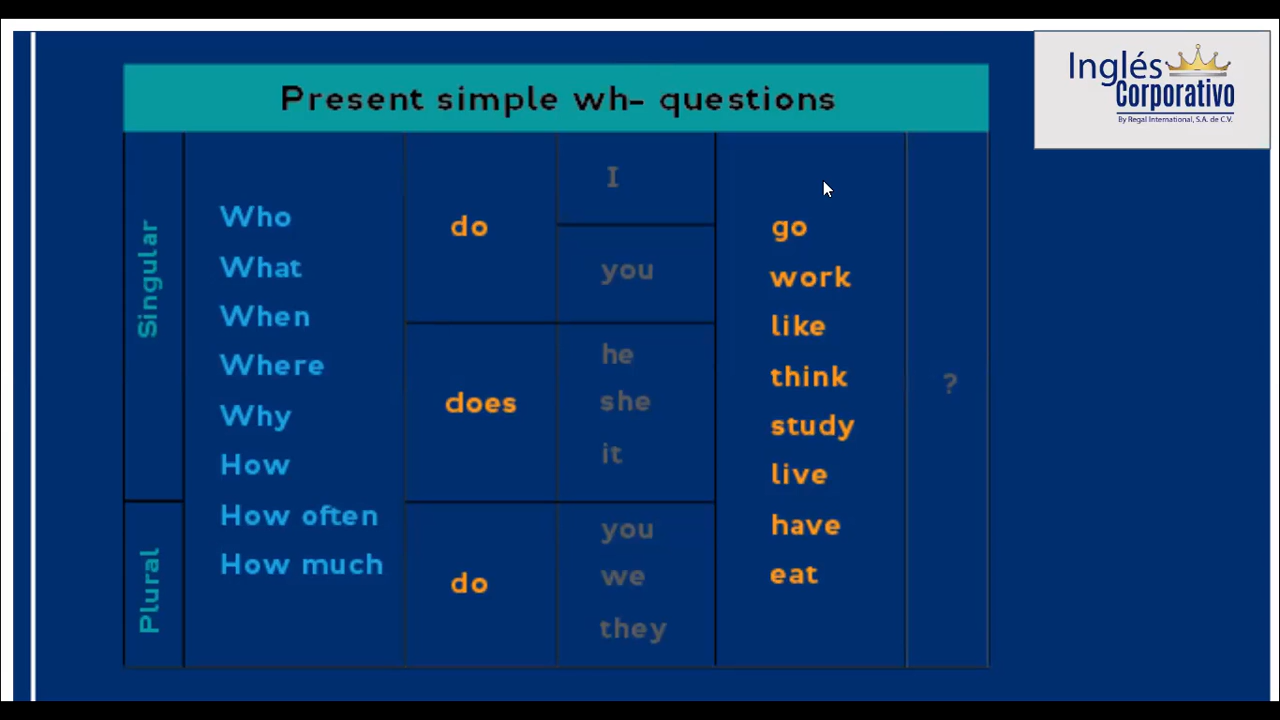 Present simple wh- questions
Singular
Who
What
When
Where
Why
How
How often
How much
do
I
you
does
he
she
it
Plural
do
you
we
they
go
work
like
think
study
live
have
eat
?
Inglés
Corporativo
By Regal International, S.A. de C.V.